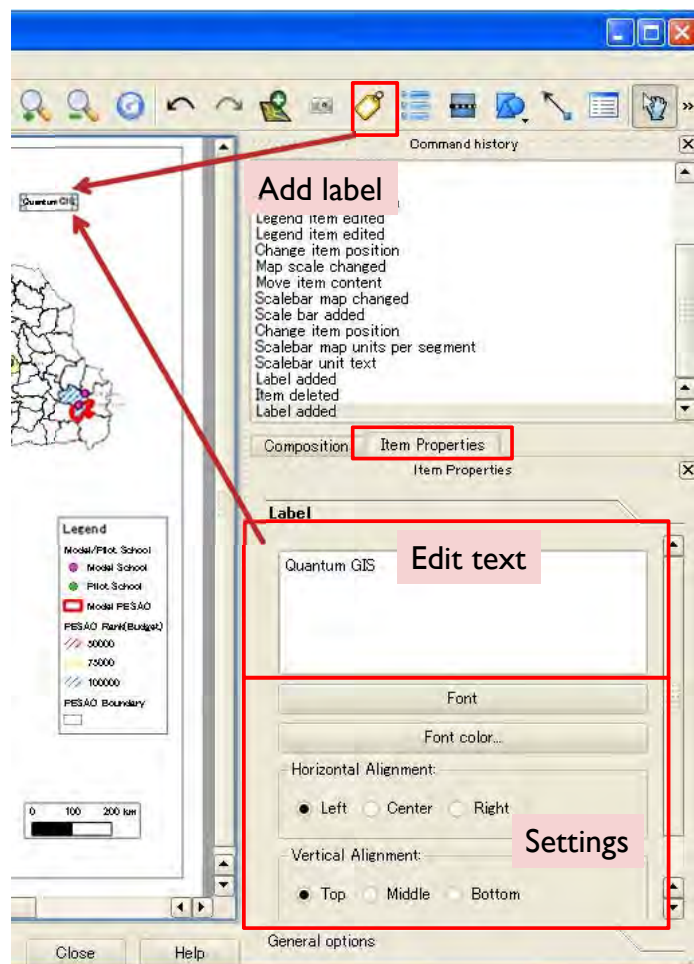 Command history
Add label
Legend item edited
Legend item edited
Change item position
Map scale changed
Move item content
Scalebar map changed
Scale bar added
Change item position
Scalebar map units per segment
Scalebar unit text
Label added
Item deleted
Label added
Composition
Item Properties
Item Properties
Label
Quantum GIS
Edit text
Font
Font color...
Horizontal Alignment:
Left Center Right
Settings
Vertical Alignment:
Top Middle Bottom
General options
Quantum GIS
Legend
Model/Pilot School
Model School
Pilot School
Model PESAO
PESAO Rank(Budget)
50000
75000
100000
PESAO Boundary
0 100 200 km
Close Help